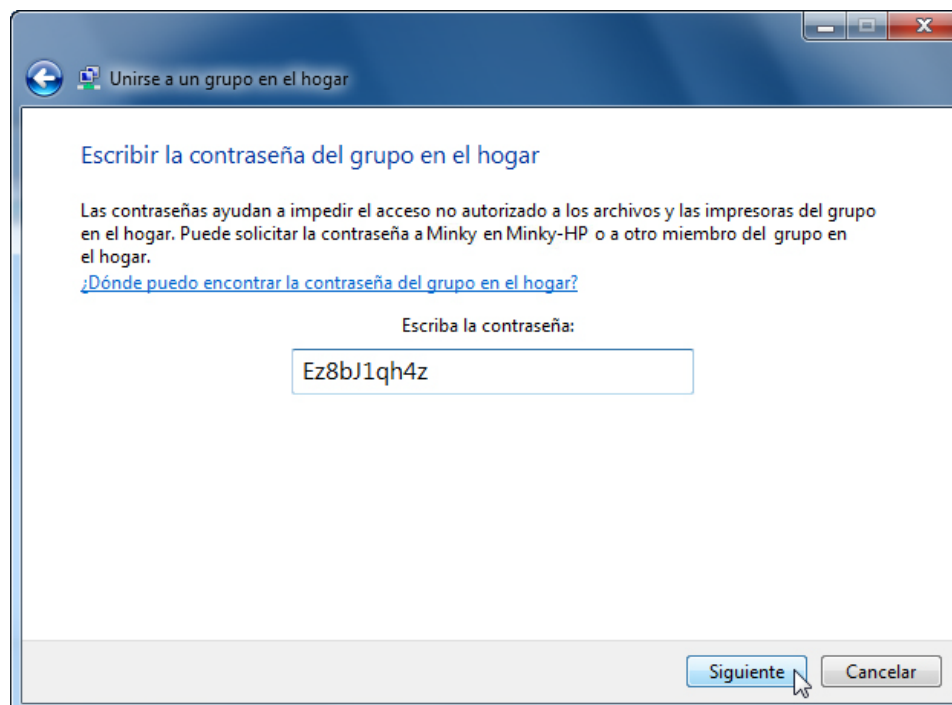 Unirse a un grupo en el hogar
Escribir la contraseña del grupo en el hogar
Las contraseñas ayudan a impedir el acceso no autorizado a los archivos y las impresoras del grupo
en el hogar. Puede solicitar la contraseña a Minky en Minky-HP o a otro miembro del grupo en
el hogar.
¿Dónde puedo encontrar la contraseña del grupo en el hogar?
Escriba la contraseña:
Ez8bJ1qh4z
Siguiente
Cancelar